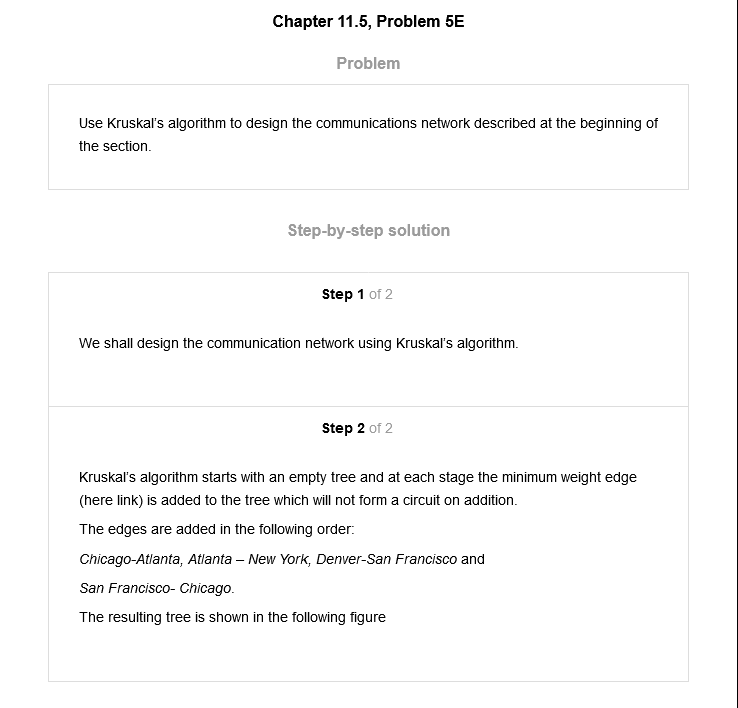 Chapter 11.5, Problem 5E
Problem
Use Kruskal's algorithm to design the communications network described at the beginning of
the section.
Step-by-step solution
Step 1 of 2
We shall design the communication network using Kruskal's algorithm.
Step 2 of 2
Kruskal's algorithm starts with an empty tree and at each stage the minimum weight edge
(here link) is added to the tree which will not form a circuit on addition.
The edges are added in the following order:
Chicago-Atlanta, Atlanta – New York, Denver-San Francisco and
San Francisco- Chicago.
The resulting tree is shown in the following figure